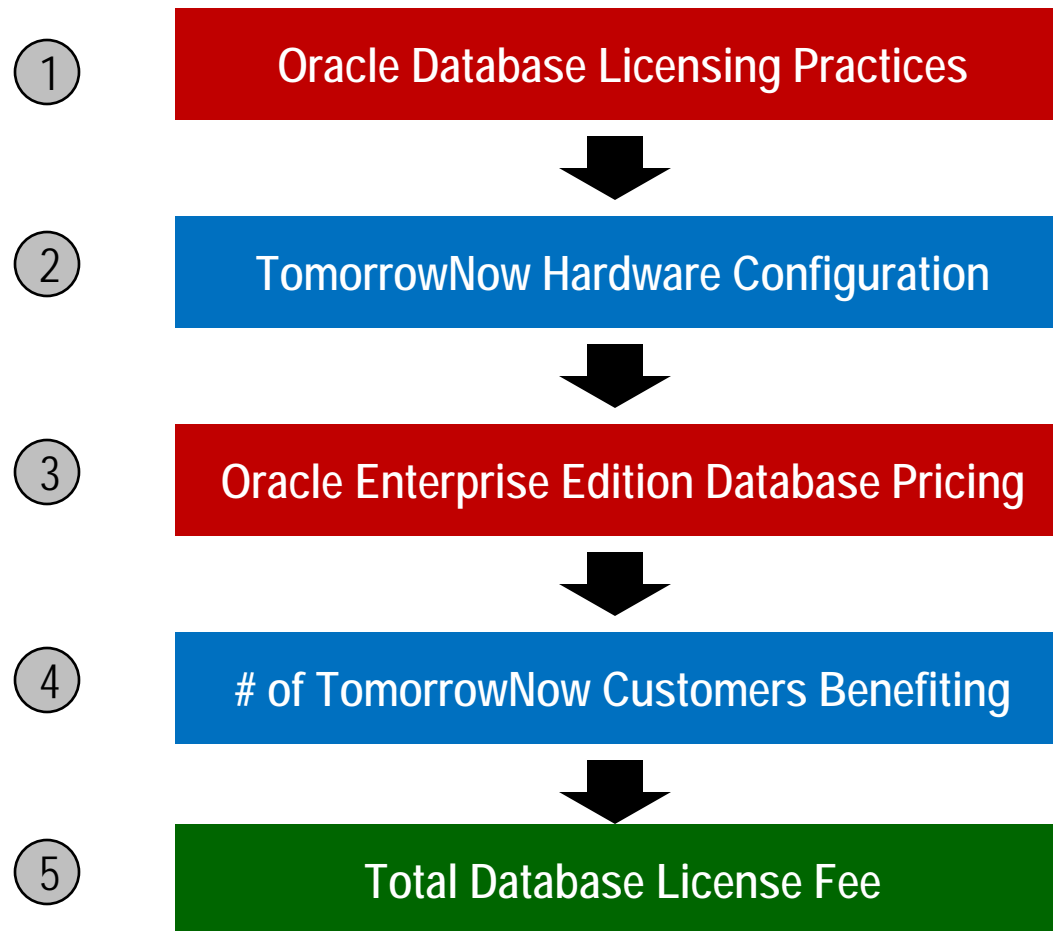 1
Oracle Database Licensing Practices
2
TomorrowNow Hardware Configuration
3
Oracle Enterprise Edition Database Pricing
4
# of TomorrowNow Customers Benefiting
5
Total Database License Fee